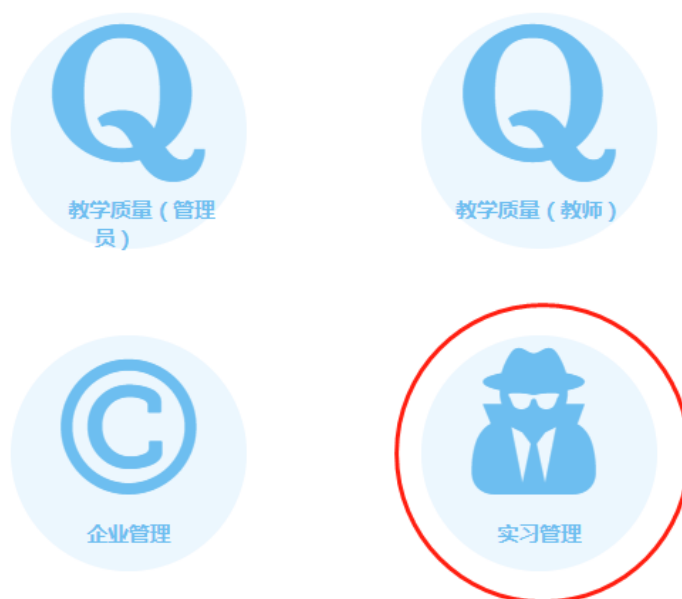 教学质量（管理
员）
教学质量（教师）
企业管理
实习管理